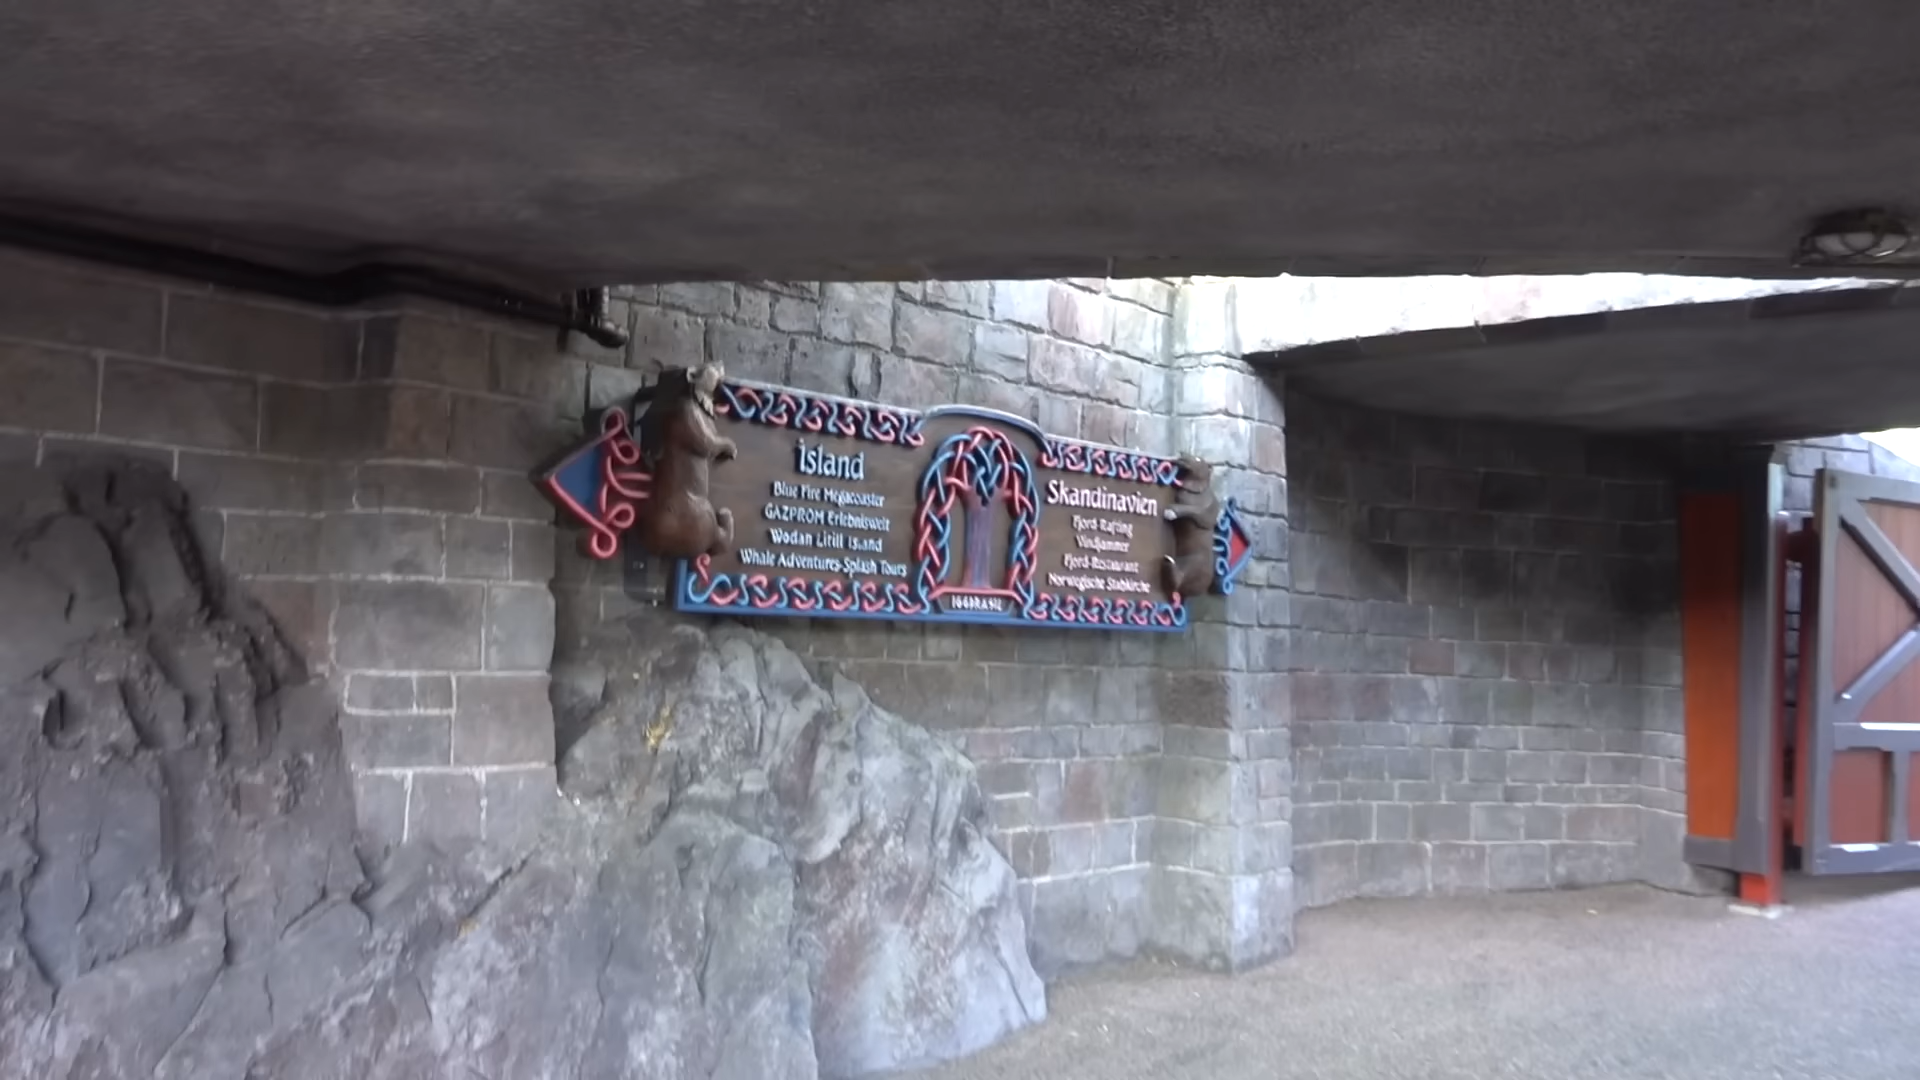 Island
Blue Fire Megacoaster
GAZPROM Erlebniswelt
Wodan
Whale Adventures-Splash Tours
Skandinavien
Fjord-Rafting
Vindjammer
Fjord-Restaurant
Norwegische Stabkirche